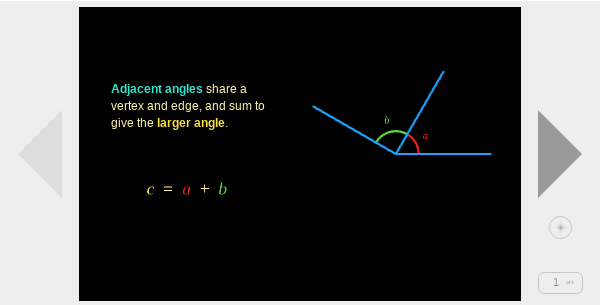 Adjacent angles share a
vertex and edge, and sum to
give the larger angle.
b
a
c = a + b
1